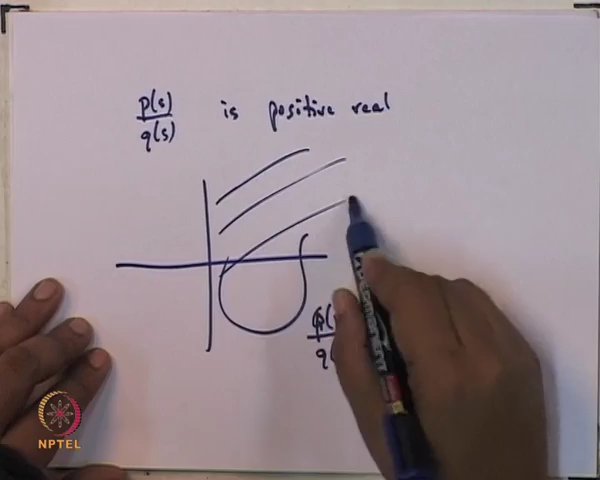 p(s)
q(s)
is positive real
p(
q(
NPTEL